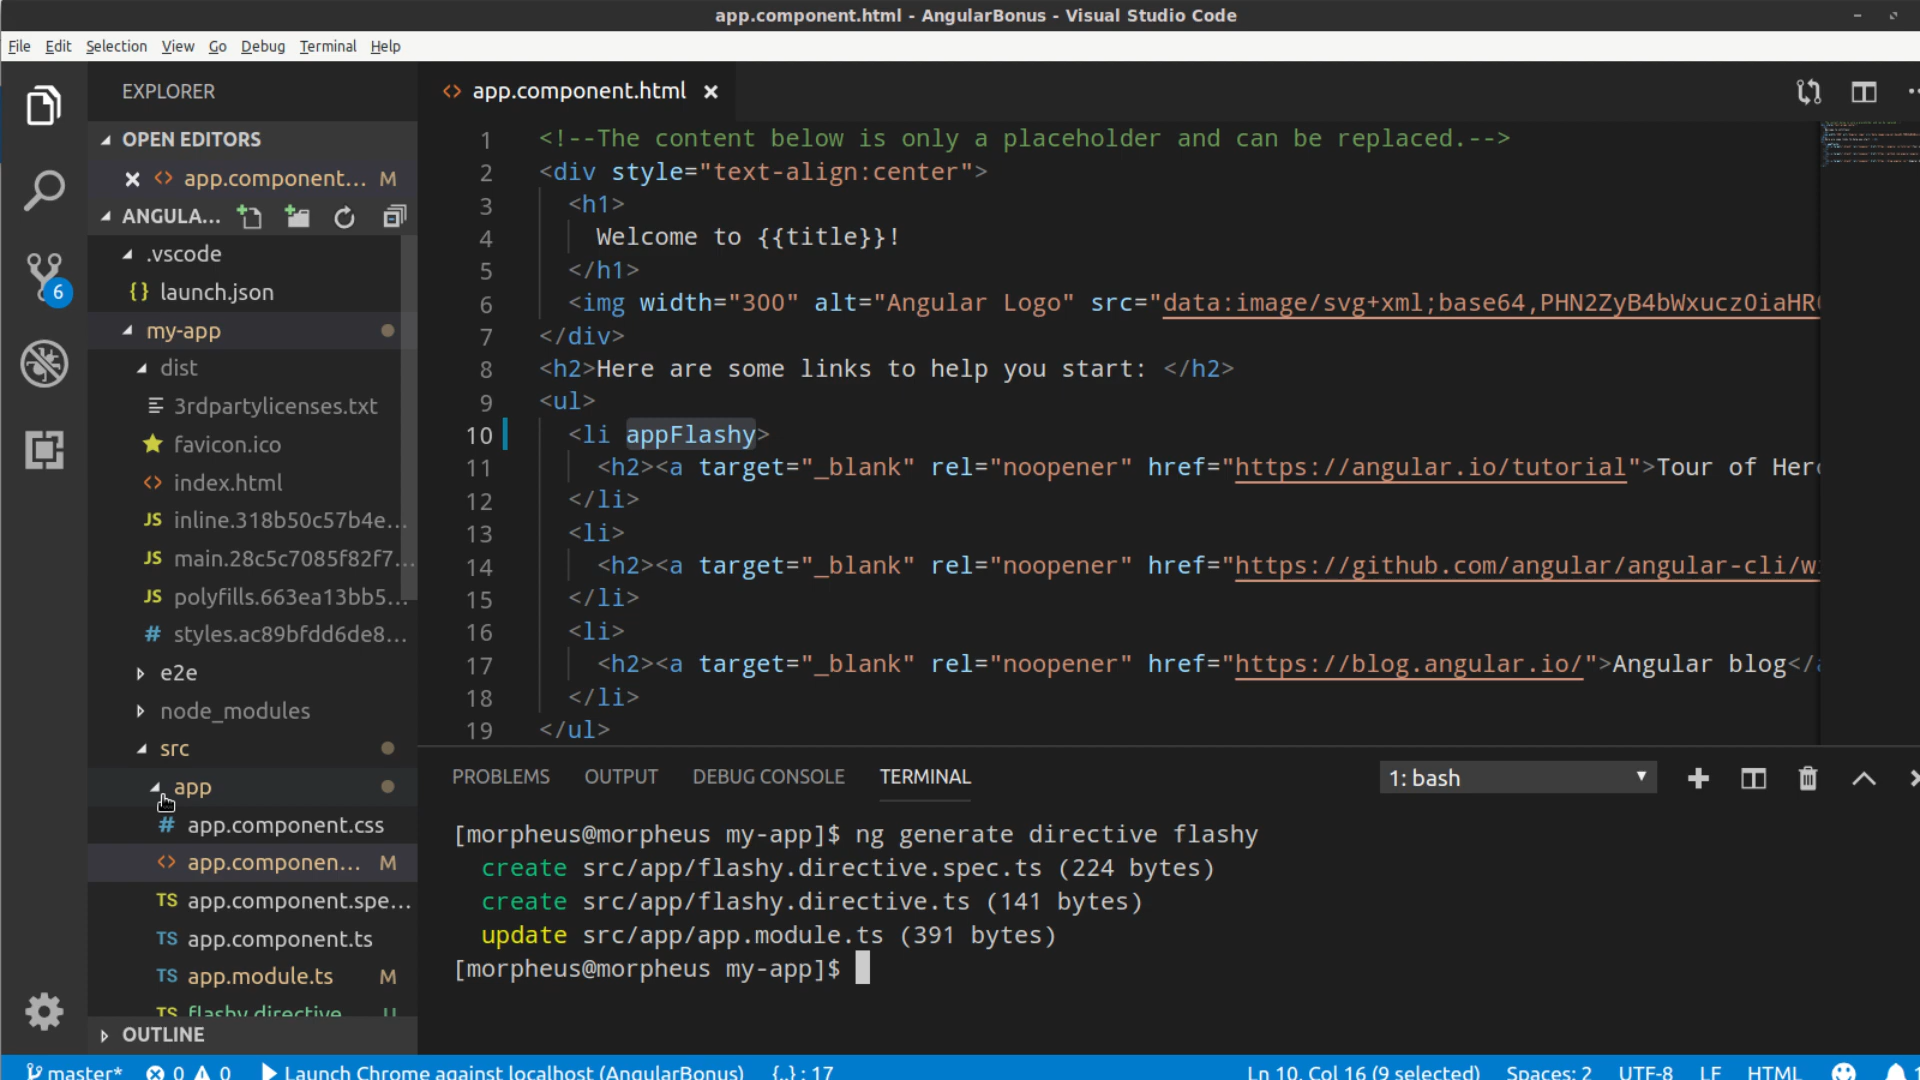 app.component.html - AngularBonus - Visual Studio Code
File Edit Selection View Go Debug Terminal Help
EXPLORER
OPEN EDITORS
app.component... M
ANGULA...
.vscode
{} launch.json
my-app
dist
3rdpartylicenses.txt
favicon.ico
<> index.html
JS inline.318b50c57b4e...
JS main.28c5c7085f82f7...
JS polyfills.663ea13bb5...
# styles.ac89bfdd6de8...
e2e
node_modules
src
app
# app.component.css
<> app.componen... M
TS app.component.spe...
TS app.component.ts
TS app.module.ts M
TS flashy.directive U
OUTLINE
6
<> app.component.html
1 <!--The content below is only a placeholder and can be replaced.-->
2 <div style="text-align:center">
3 <h1>
4 Welcome to {{title}}!
5 </h1>
6 <img width="300" alt="Angular Logo" src="data:image/svg+xml;base64,PHN2ZyB4bWxucz0iaHR
7 </div>
8 <h2>Here are some links to help you start: </h2>
9 <ul>
10 <li appFlashy>
11 <h2><a target="_blank" rel="noopener" href="https://angular.io/tutorial">Tour of Her
12 </li>
13 <li>
14 <h2><a target="_blank" rel="noopener" href="https://github.com/angular/angular-cli/w
15 </li>
16 <li>
17 <h2><a target="_blank" rel="noopener" href="https://blog.angular.io/">Angular blog</
18 </li>
19 </ul>
PROBLEMS OUTPUT DEBUG CONSOLE TERMINAL 1: bash
[morpheus@morpheus my-app]$ ng generate directive flashy
create src/app/flashy.directive.spec.ts (224 bytes)
create src/app/flashy.directive.ts (141 bytes)
update src/app/app.module.ts (391 bytes)
[morpheus@morpheus my-app]$
master* 0 0 Launch Chrome against localhost (AngularBonus) {..} : 17 Ln 10, Col 16 (9 selected) Spaces: 2 UTF-8 LF HTML 1